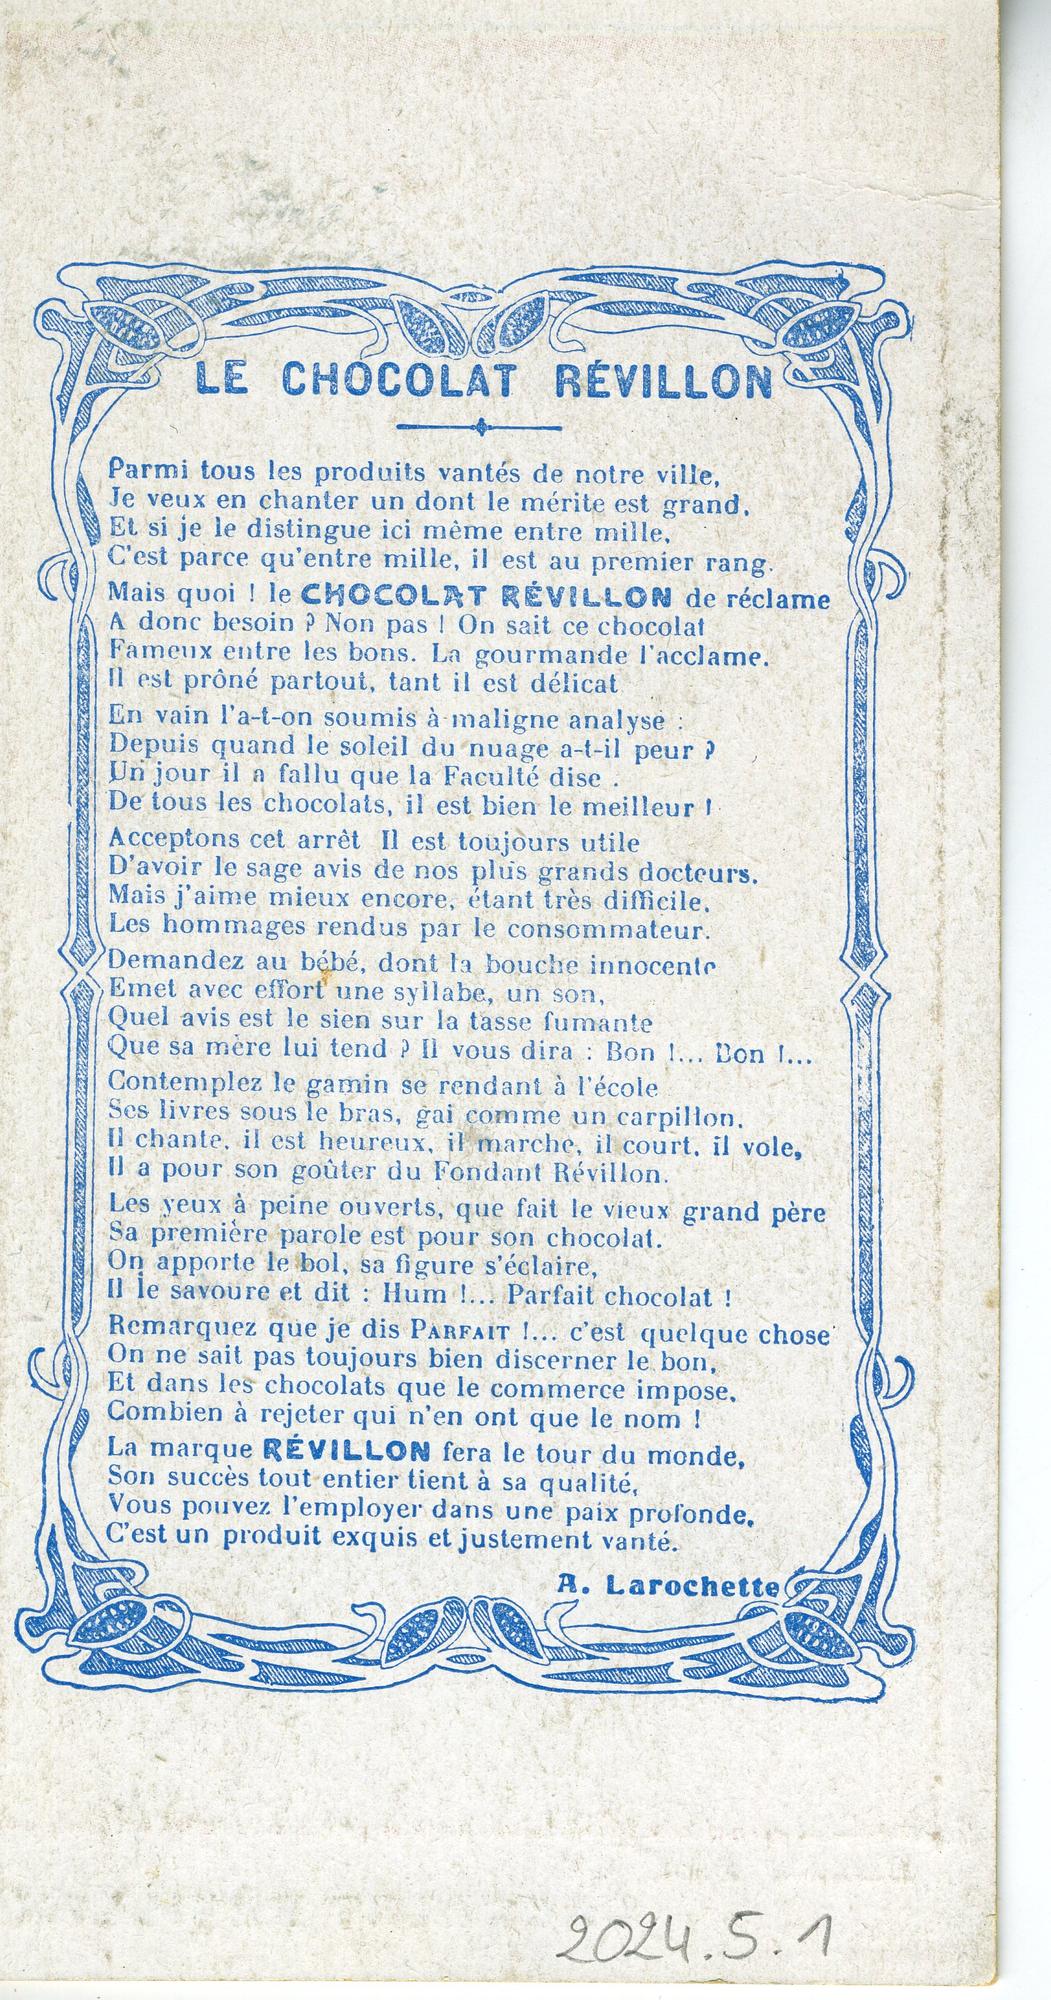 LE CHOCOLAT RÉVILLON
Parmi tous les produits vantés de notre ville,
Je veux en chanter un dont le mérite est grand.
Et si je le distingue ici même entre mille,
C'est parce qu'entre mille, il est au premier rang.
Mais quoi ! le CHOCOLAT RÉVILLON de réclame
A donc besoin ? Non pas ! On sait ce chocolat
Fameux entre les bons. La gourmande l'acclame.
Il est prôné partout, tant il est délicat
En vain l'a-t-on soumis à maligne analyse :
Depuis quand le soleil du nuage a-t-il peur ?
Un jour il a fallu que la Faculté dise .
De tous les chocolats, il est bien le meilleur !
Acceptons cet arrêt Il est toujours utile
D'avoir le sage avis de nos plus grands docteurs.
Mais j'aime mieux encore, étant très difficile,
Les hommages rendus par le consommateur.
Demandez au bébé, dont la bouche innocente
Emet avec effort une syllabe, un son,
Quel avis est le sien sur la tasse fumante
Que sa mère lui tend ? Il vous dira : Bon !... Bon !...
Contemplez le gamin se rendant à l'école
Ses livres sous le bras, gai comme un carpillon.
Il chante, il est heureux, il marche, il court, il vole,
Il a pour son goûter du Fondant Révillon.
Les yeux à peine ouverts, que fait le vieux grand père
Sa première parole est pour son chocolat.
On apporte le bol, sa figure s'éclaire,
Il le savoure et dit : Hum !... Parfait chocolat !
Remarquez que je dis PARFAIT !... c'est quelque chose
On ne sait pas toujours bien discerner le bon,
Et dans les chocolats que le commerce impose,
Combien à rejeter qui n'en ont que le nom !
La marque RÉVILLON fera le tour du monde,
Son succès tout entier tient à sa qualité,
Vous pouvez l'employer dans une paix profonde,
C'est un produit exquis et justement vanté.
A. Larochette
2024.5.1